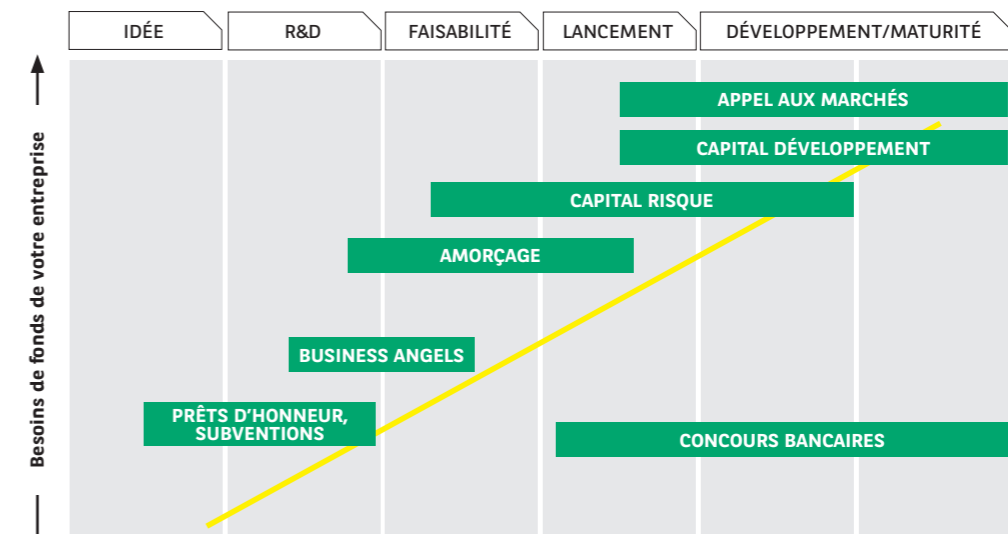 IDÉE
R&D
FAISABILITÉ
LANCEMENT
DÉVELOPPEMENT/MATURITÉ
Besoins de fonds de votre entreprise
APPEL AUX MARCHÉS
CAPITAL DÉVELOPPEMENT
CAPITAL RISQUE
AMORÇAGE
BUSINESS ANGELS
PRÊTS D’HONNEUR,
SUBVENTIONS
CONCOURS BANCAIRES